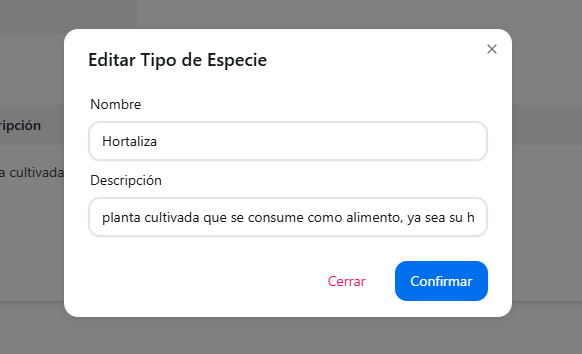 Editar Tipo de Especie
Nombre
Hortaliza
ripción
Descripción
a cultivada
planta cultivada que se consume como alimento, ya sea su h
Cerrar
Confirmar